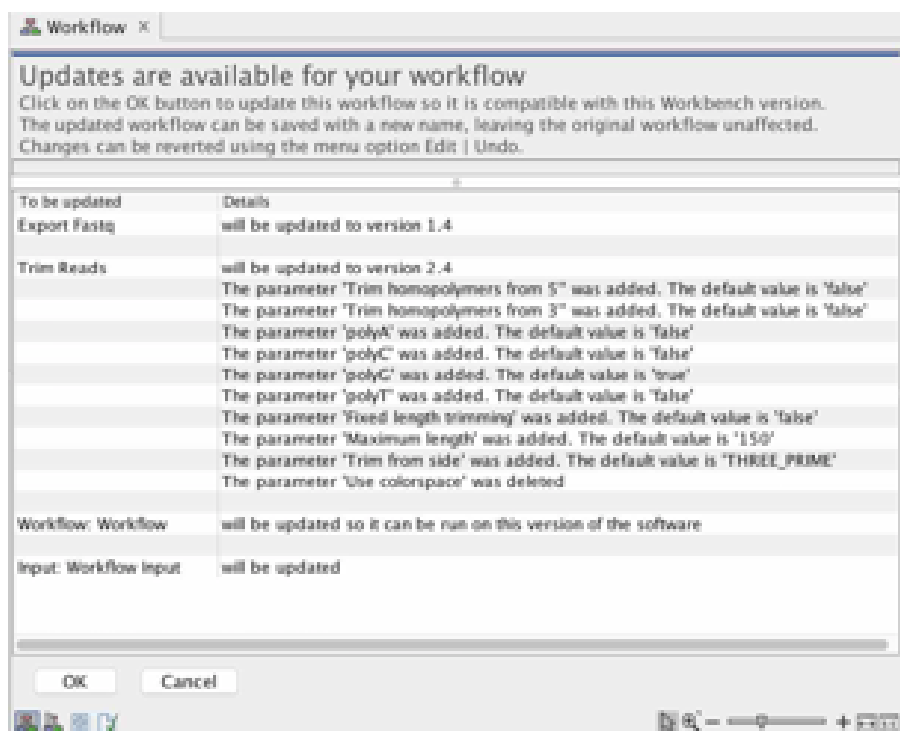 Workflow ×
Updates are available for your workflow
Click on the OK button to update this workflow so it is compatible with this Workbench version.
The updated workflow can be saved with a new name, leaving the original workflow unaffected.
Changes can be reverted using the menu option Edit | Undo.
To be updated Details
Export Fastq will be updated to version 1.4
Trim Reads will be updated to version 2.4
The parameter 'Trim homopolymers from 5'' was added. The default value is 'false'
The parameter 'Trim homopolymers from 3'' was added. The default value is 'false'
The parameter 'polyA' was added. The default value is 'false'
The parameter 'polyC' was added. The default value is 'false'
The parameter 'polyG' was added. The default value is 'true'
The parameter 'polyT' was added. The default value is 'false'
The parameter 'Fixed length trimming' was added. The default value is 'false'
The parameter 'Maximum length' was added. The default value is '150'
The parameter 'Trim from side' was added. The default value is 'THREE_PRIME'
The parameter 'Use colorspace' was deleted
Workflow: Workflow will be updated so it can be run on this version of the software
Input: Workflow Input will be updated
OK Cancel